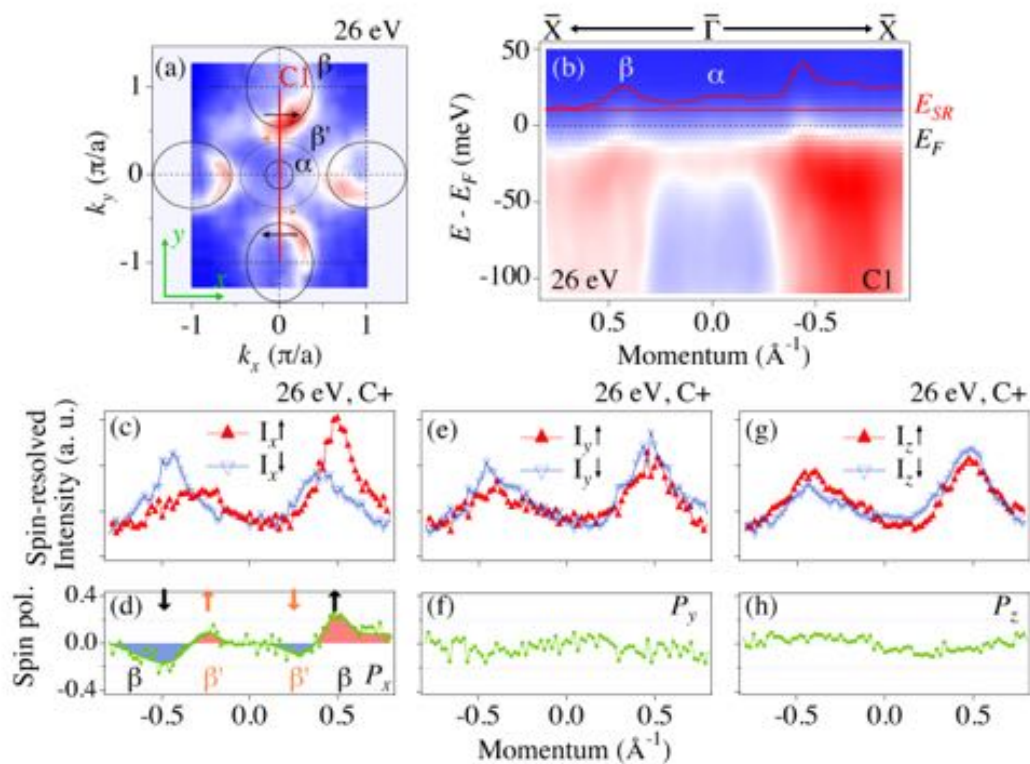 26 eV
X̄ Γ̄ X̄
(a)
β
C1
β'
α
1
0
-1
k_y (π/a)
y
x
-1 0 1
k_x (π/a)
(b)
β
α
E_SR
E_F
50
0
-50
-100
E - E_F (meV)
26 eV
C1
0.5 0.0 -0.5
Momentum (Å⁻¹)
26 eV, C+
(c)
I_x↑
I_x↓
Spin-resolved
Intensity (a. u.)
26 eV, C+
(e)
I_y↑
I_y↓
26 eV, C+
(g)
I_z↑
I_z↓
(d)
0.4
0.0
-0.4
Spin pol.
β β' β' β P_x
(f)
P_y
(h)
P_z
-0.5 0.0 0.5
-0.5 0.0 0.5
-0.5 0.0 0.5
Momentum (Å⁻¹)